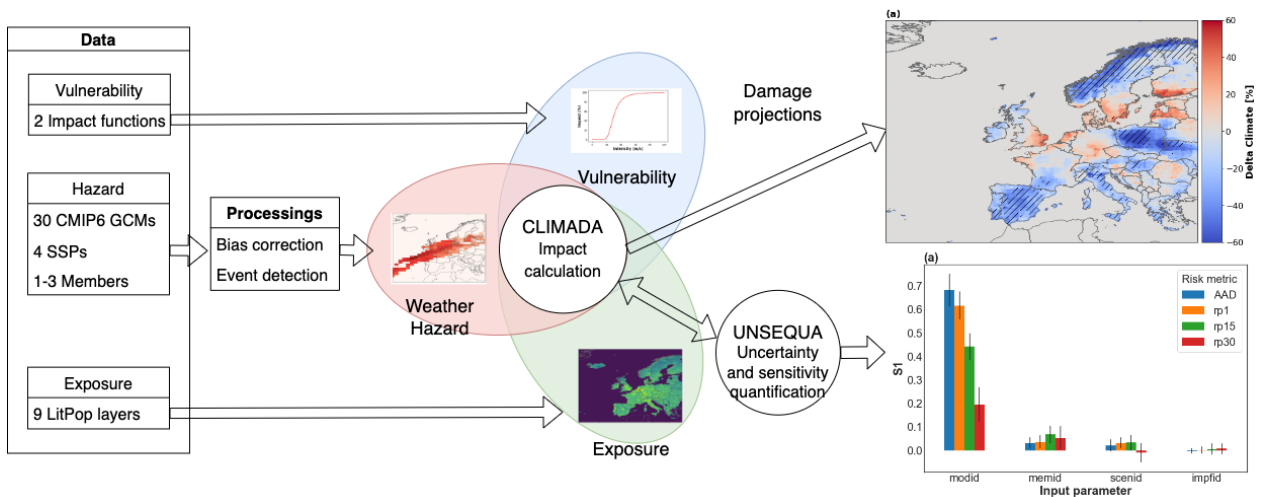 Data
Vulnerability
2 Impact functions
Hazard
30 CMIP6 GCMs
4 SSPs
1-3 Members
Exposure
9 LitPop layers
Processings
Bias correction
Event detection
Intensity (m/s)
Vulnerability
Weather
Hazard
CLIMADA
Impact
calculation
Exposure
Damage
projections
UNSEQUA
Uncertainty
and sensitivity
quantification
(a)
60
40
20
0
−20
−40
−60
Delta Climate [%]
(a)
Risk metric
AAD
rp1
rp15
rp30
S1
0.7
0.6
0.5
0.4
0.3
0.2
0.1
0.0
modid
memid
scenid
impfid
Input parameter